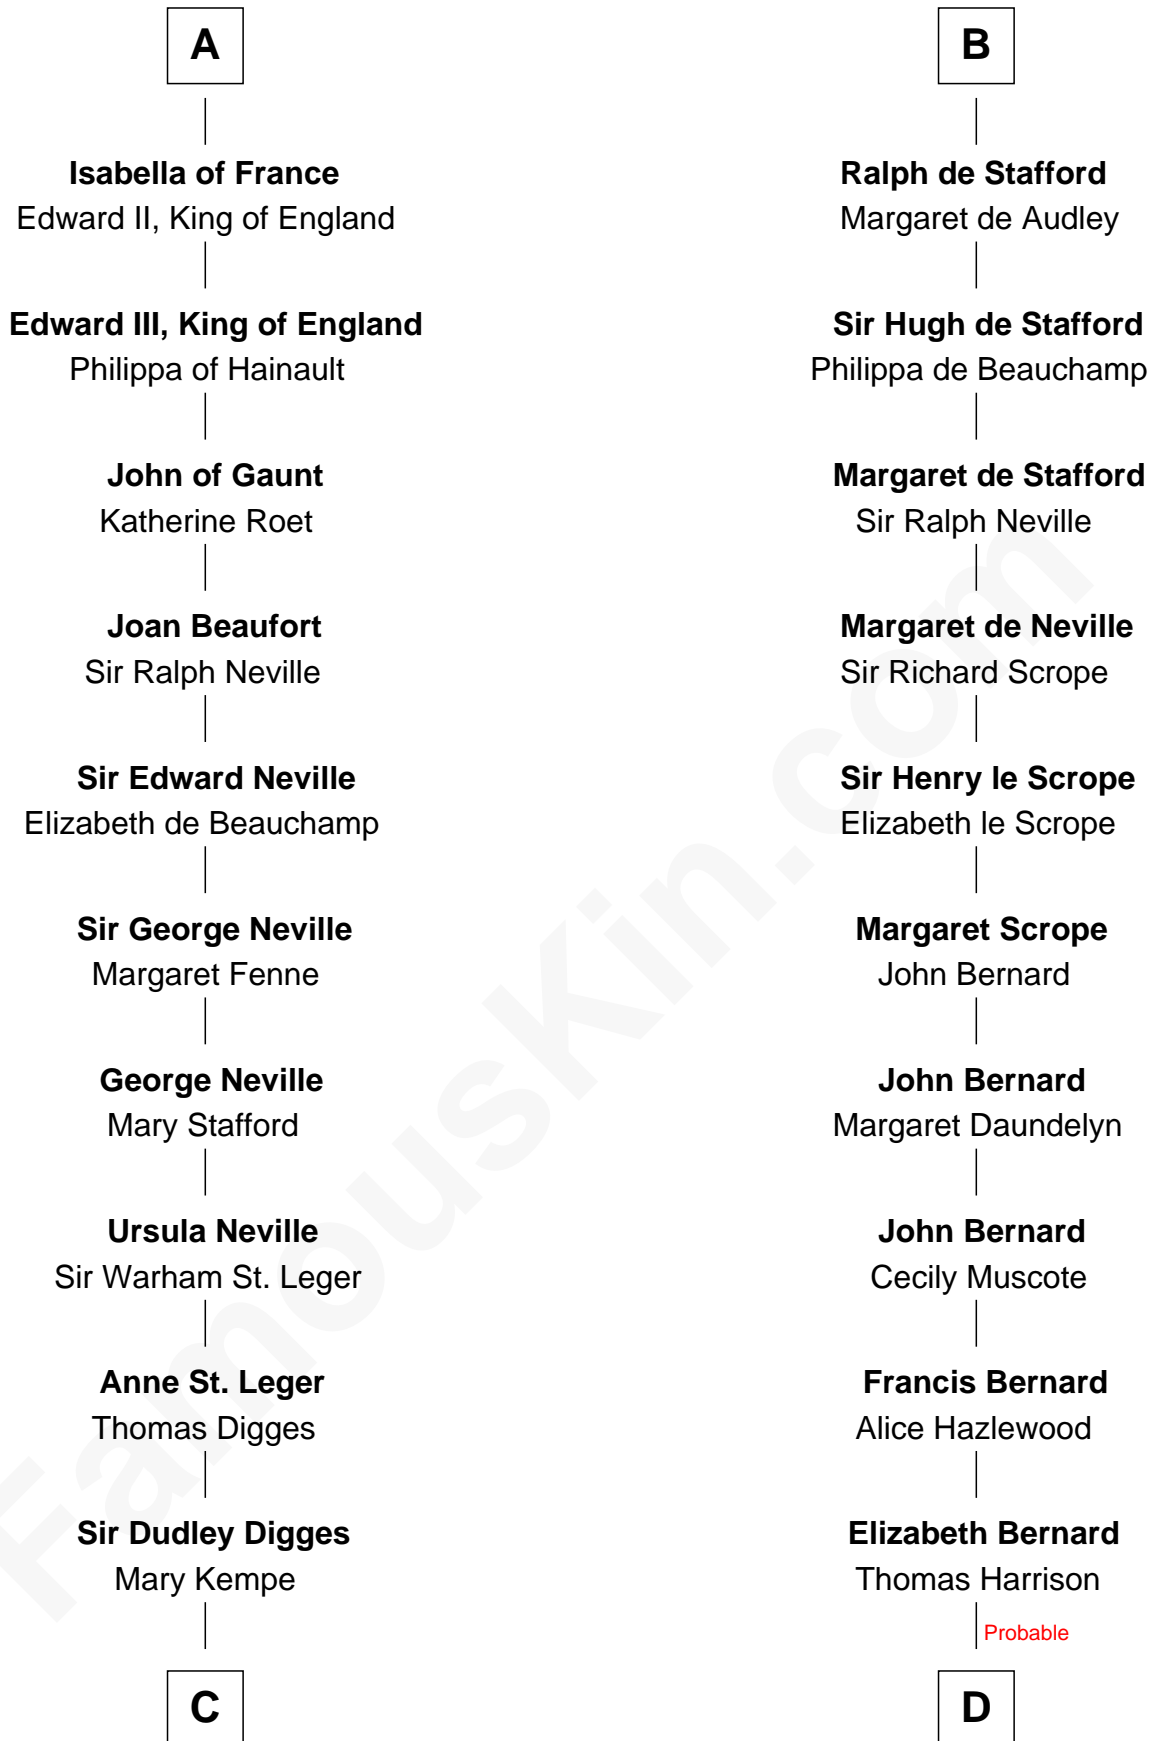 A
Isabella of France
Edward II, King of England
Edward III, King of England
Philippa of Hainault
John of Gaunt
Katherine Roet
Joan Beaufort
Sir Ralph Neville
Sir Edward Neville
Elizabeth de Beauchamp
Sir George Neville
Margaret Fenne
George Neville
Mary Stafford
Ursula Neville
Sir Warham St. Leger
Anne St. Leger
Thomas Digges
Sir Dudley Digges
Mary Kempe
C
B
Ralph de Stafford
Margaret de Audley
Sir Hugh de Stafford
Philippa de Beauchamp
Margaret de Stafford
Sir Ralph Neville
Margaret de Neville
Sir Richard Scrope
Sir Henry le Scrope
Elizabeth le Scrope
Margaret Scrope
John Bernard
John Bernard
Margaret Daundelyn
John Bernard
Cecily Muscote
Francis Bernard
Alice Hazlewood
Elizabeth Bernard
Thomas Harrison
Probable
D
FamousKin.com